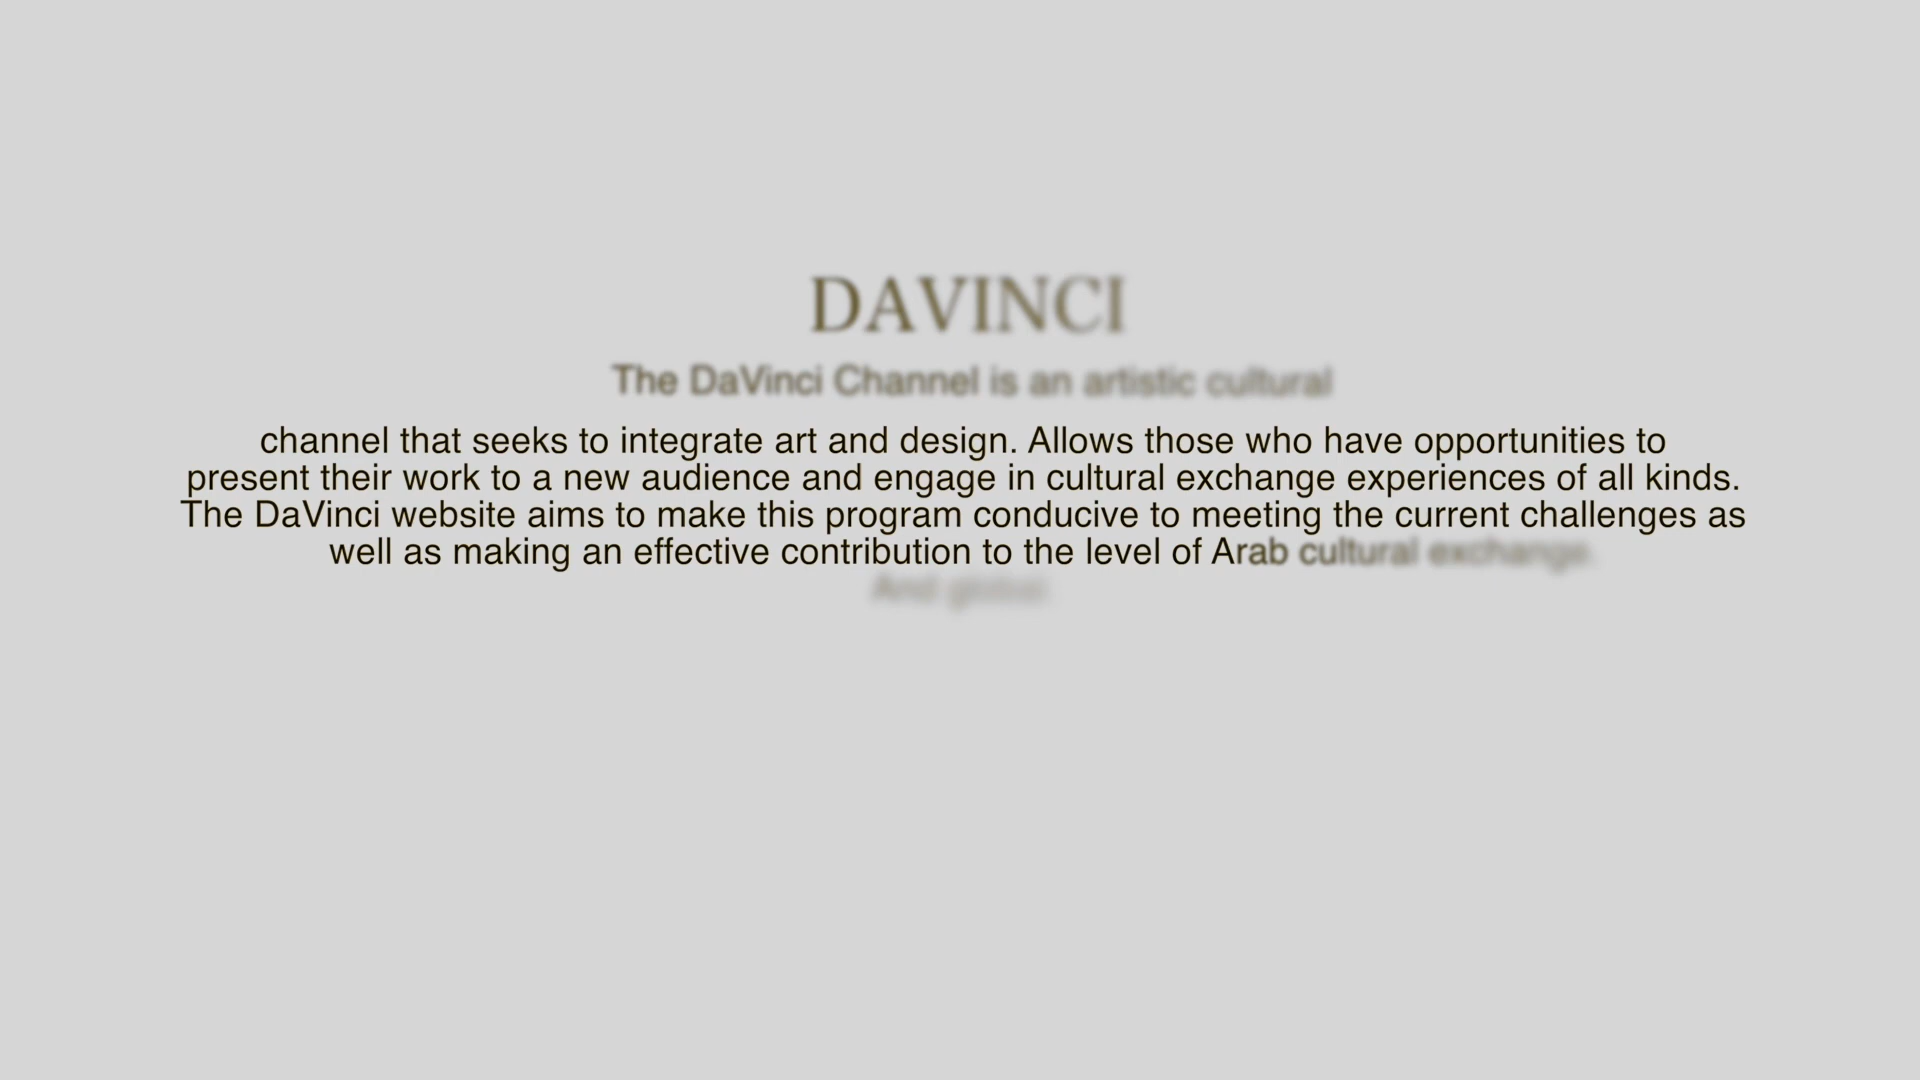 DAVINCI
The DaVinci Channel is an artistic cultural
channel that seeks to integrate art and design. Allows those who have opportunities to
present their work to a new audience and engage in cultural exchange experiences of all kinds.
The DaVinci website aims to make this program conducive to meeting the current challenges as
well as making an effective contribution to the level of Arab cultural exchange.
And global.